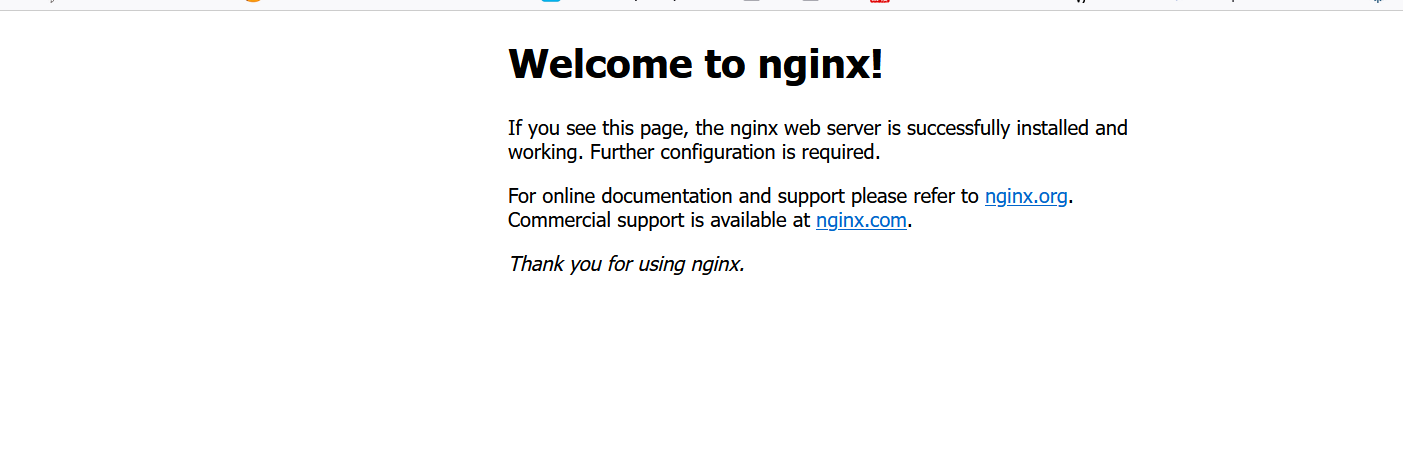 Welcome to nginx!
If you see this page, the nginx web server is successfully installed and
working. Further configuration is required.
For online documentation and support please refer to nginx.org.
Commercial support is available at nginx.com.
Thank you for using nginx.